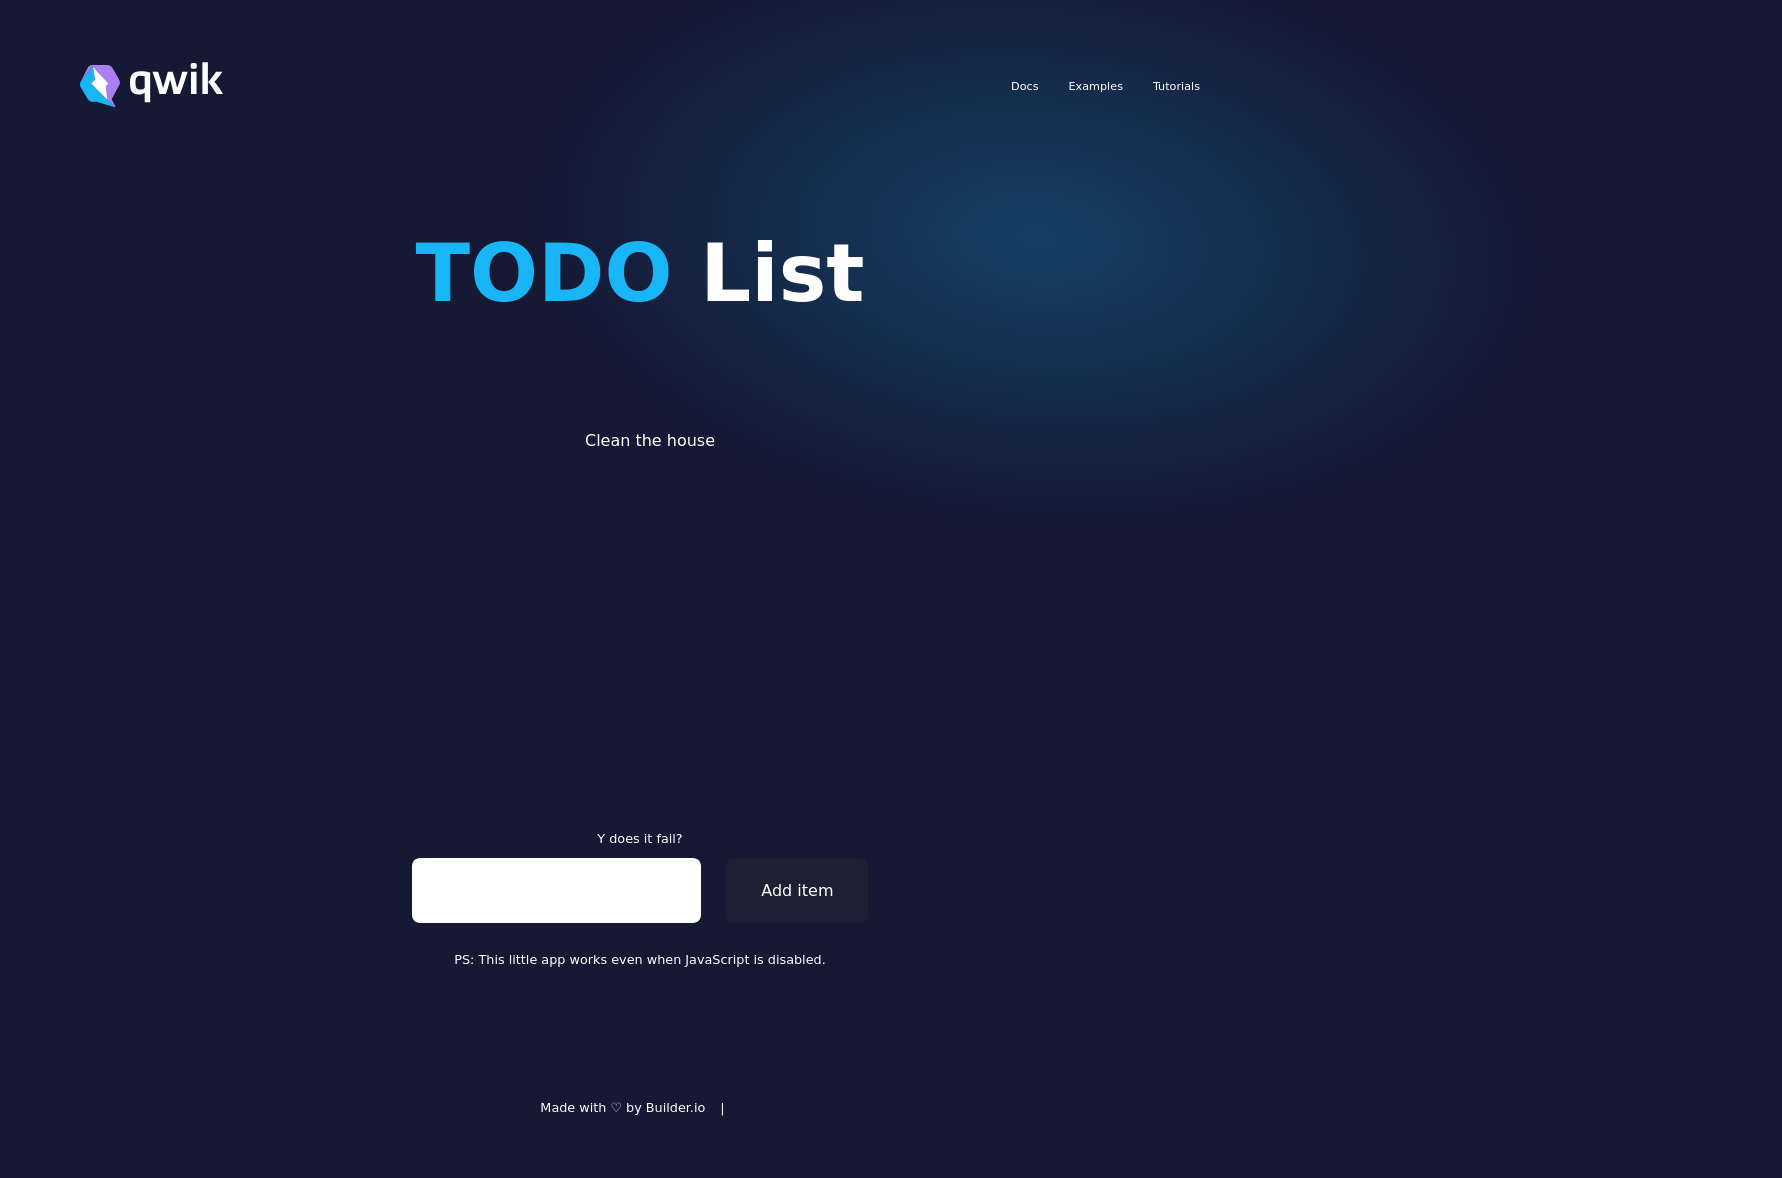 qwik
Docs Examples Tutorials
TODO List
Clean the house
Y does it fail?
Add item
PS: This little app works even when JavaScript is disabled.
Made with ♡ by Builder.io |